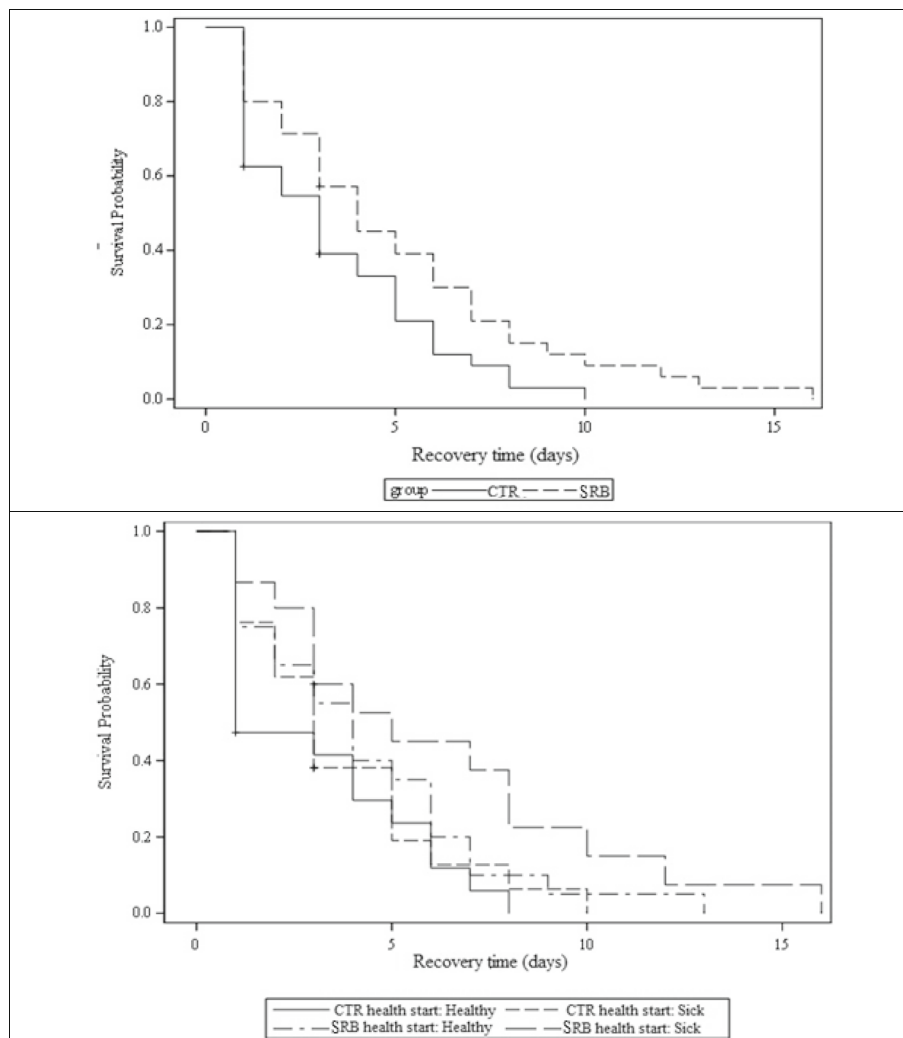 1.0
0.8
0.6
0.4
0.2
0.0
Survival Probability
0 5 10 15
Recovery time (days)
group CTR SRB
1.0
0.8
0.6
0.4
0.2
0.0
Survival Probability
0 5 10 15
Recovery time (days)
CTR health start: Healthy CTR health start: Sick
SRB health start: Healthy SRB health start: Sick